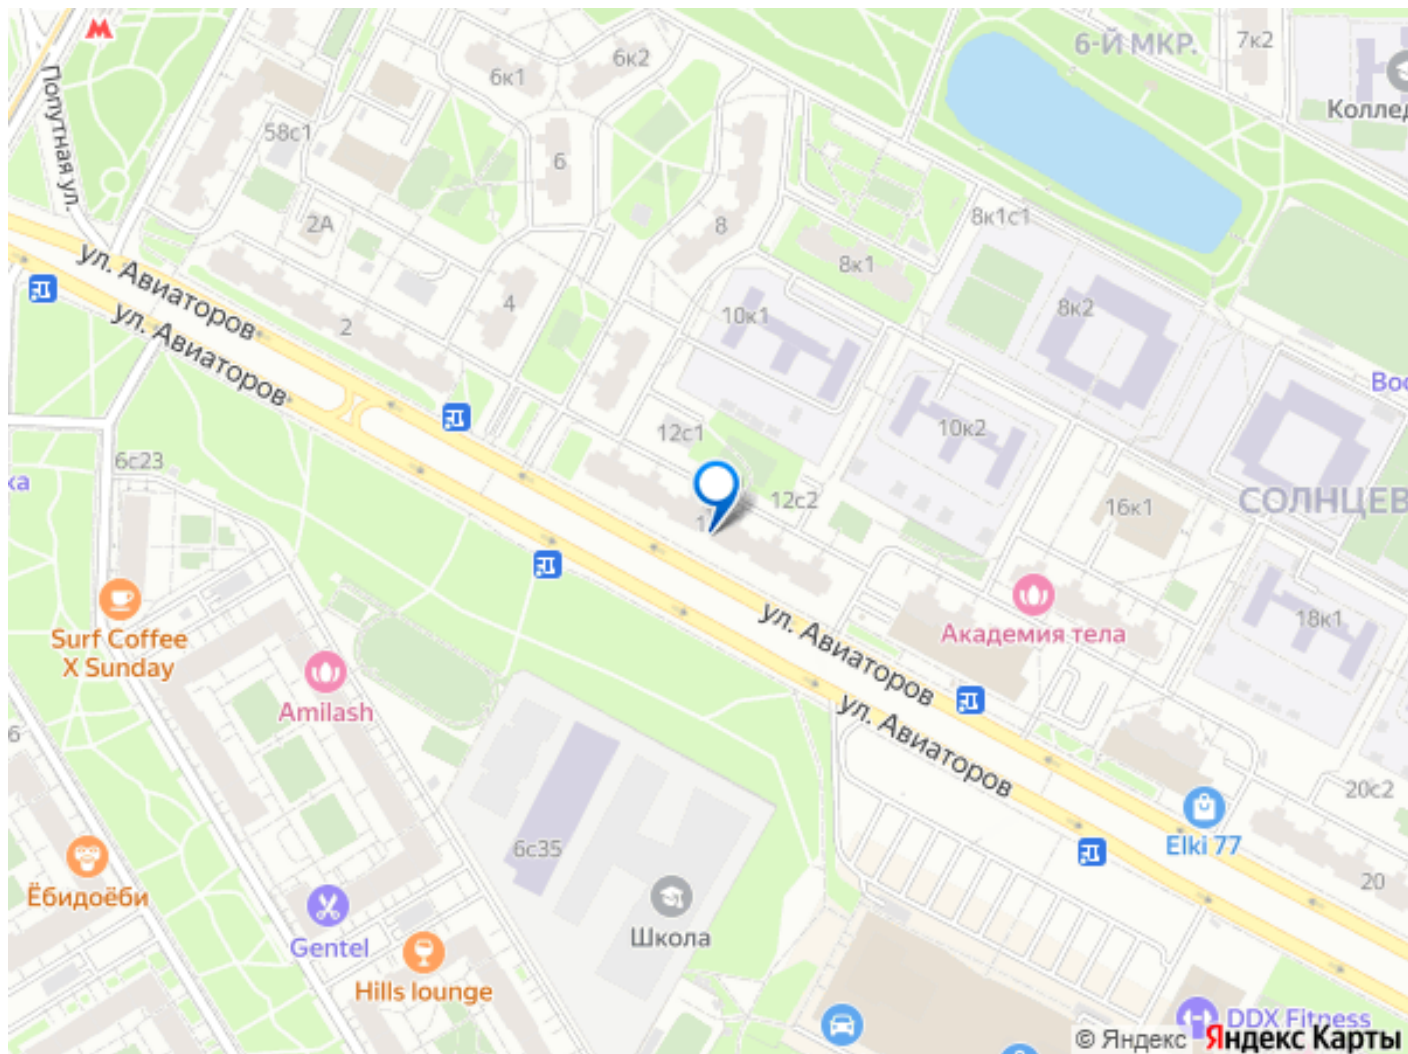 6-Й МКР.
7к2
6к2
6к1
Попутная ул.
58с1
6
Коллед
2А
8
8к1с1
8к1
ул. Авиаторов
ул. Авиаторов
4
2
10к1
8к2
Вос
12с1
10к2
6с23
ка
12с2
16к1
СОЛНЦЕВ
1
Surf Coffee
X Sunday
ул. Авиаторов
Академия тела
18к1
Amilash
ул. Авиаторов
6
20с2
Elki 77
6с35
20
Ёбидоёби
Gentel
Школа
Hills lounge
DDX Fitness
© Яндекс Яндекс Карты